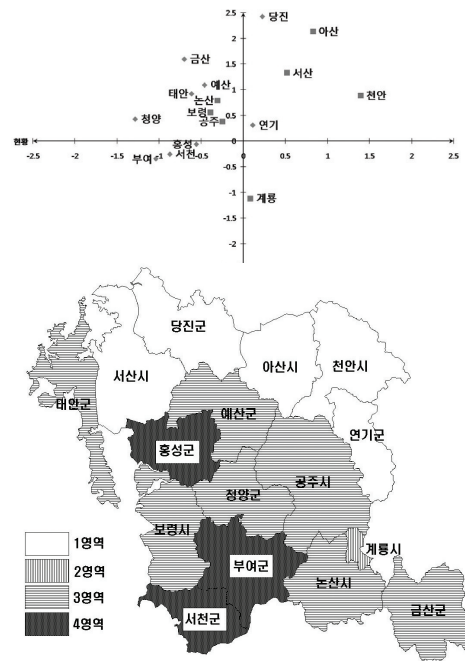 2.5
당진
아산
2
금산
1.5
서산
예산
태안
1
천안
논산
보령
0.5
청양
공주
연기
현황
-2.5 -2 -1.5 -1 -0.5 0 0.5 1 1.5 2 2.5
홍성
서천
부여
-0.5
-1
계룡
-1.5
-2
당진군
아산시
천안시
서산시
태안군
예산군
연기군
홍성군
공주시
청양군
보령시
계룡시
부여군
논산시
서천군
금산군
1영역
2영역
3영역
4영역